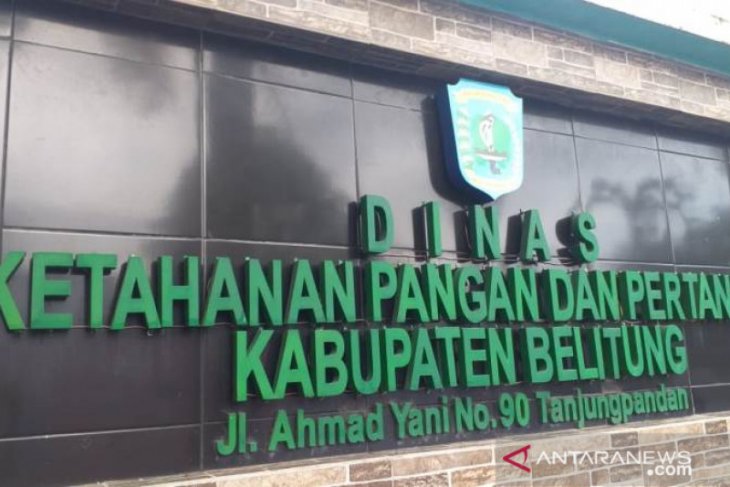 DINAS
KETAHANAN PANGAN DAN PERTAN
KABUPATEN BELITUNG
Jl. Ahmad Yani No. 90 Tanjungpandan
ANTARANEWS
.com